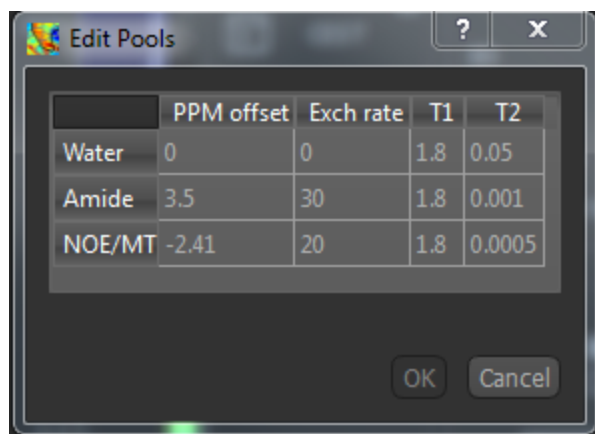 Edit Pools ? X
PPM offset Exch rate T1 T2
Water 0 0 1.8 0.05
Amide 3.5 30 1.8 0.001
NOE/MT -2.41 20 1.8 0.0005
OK Cancel